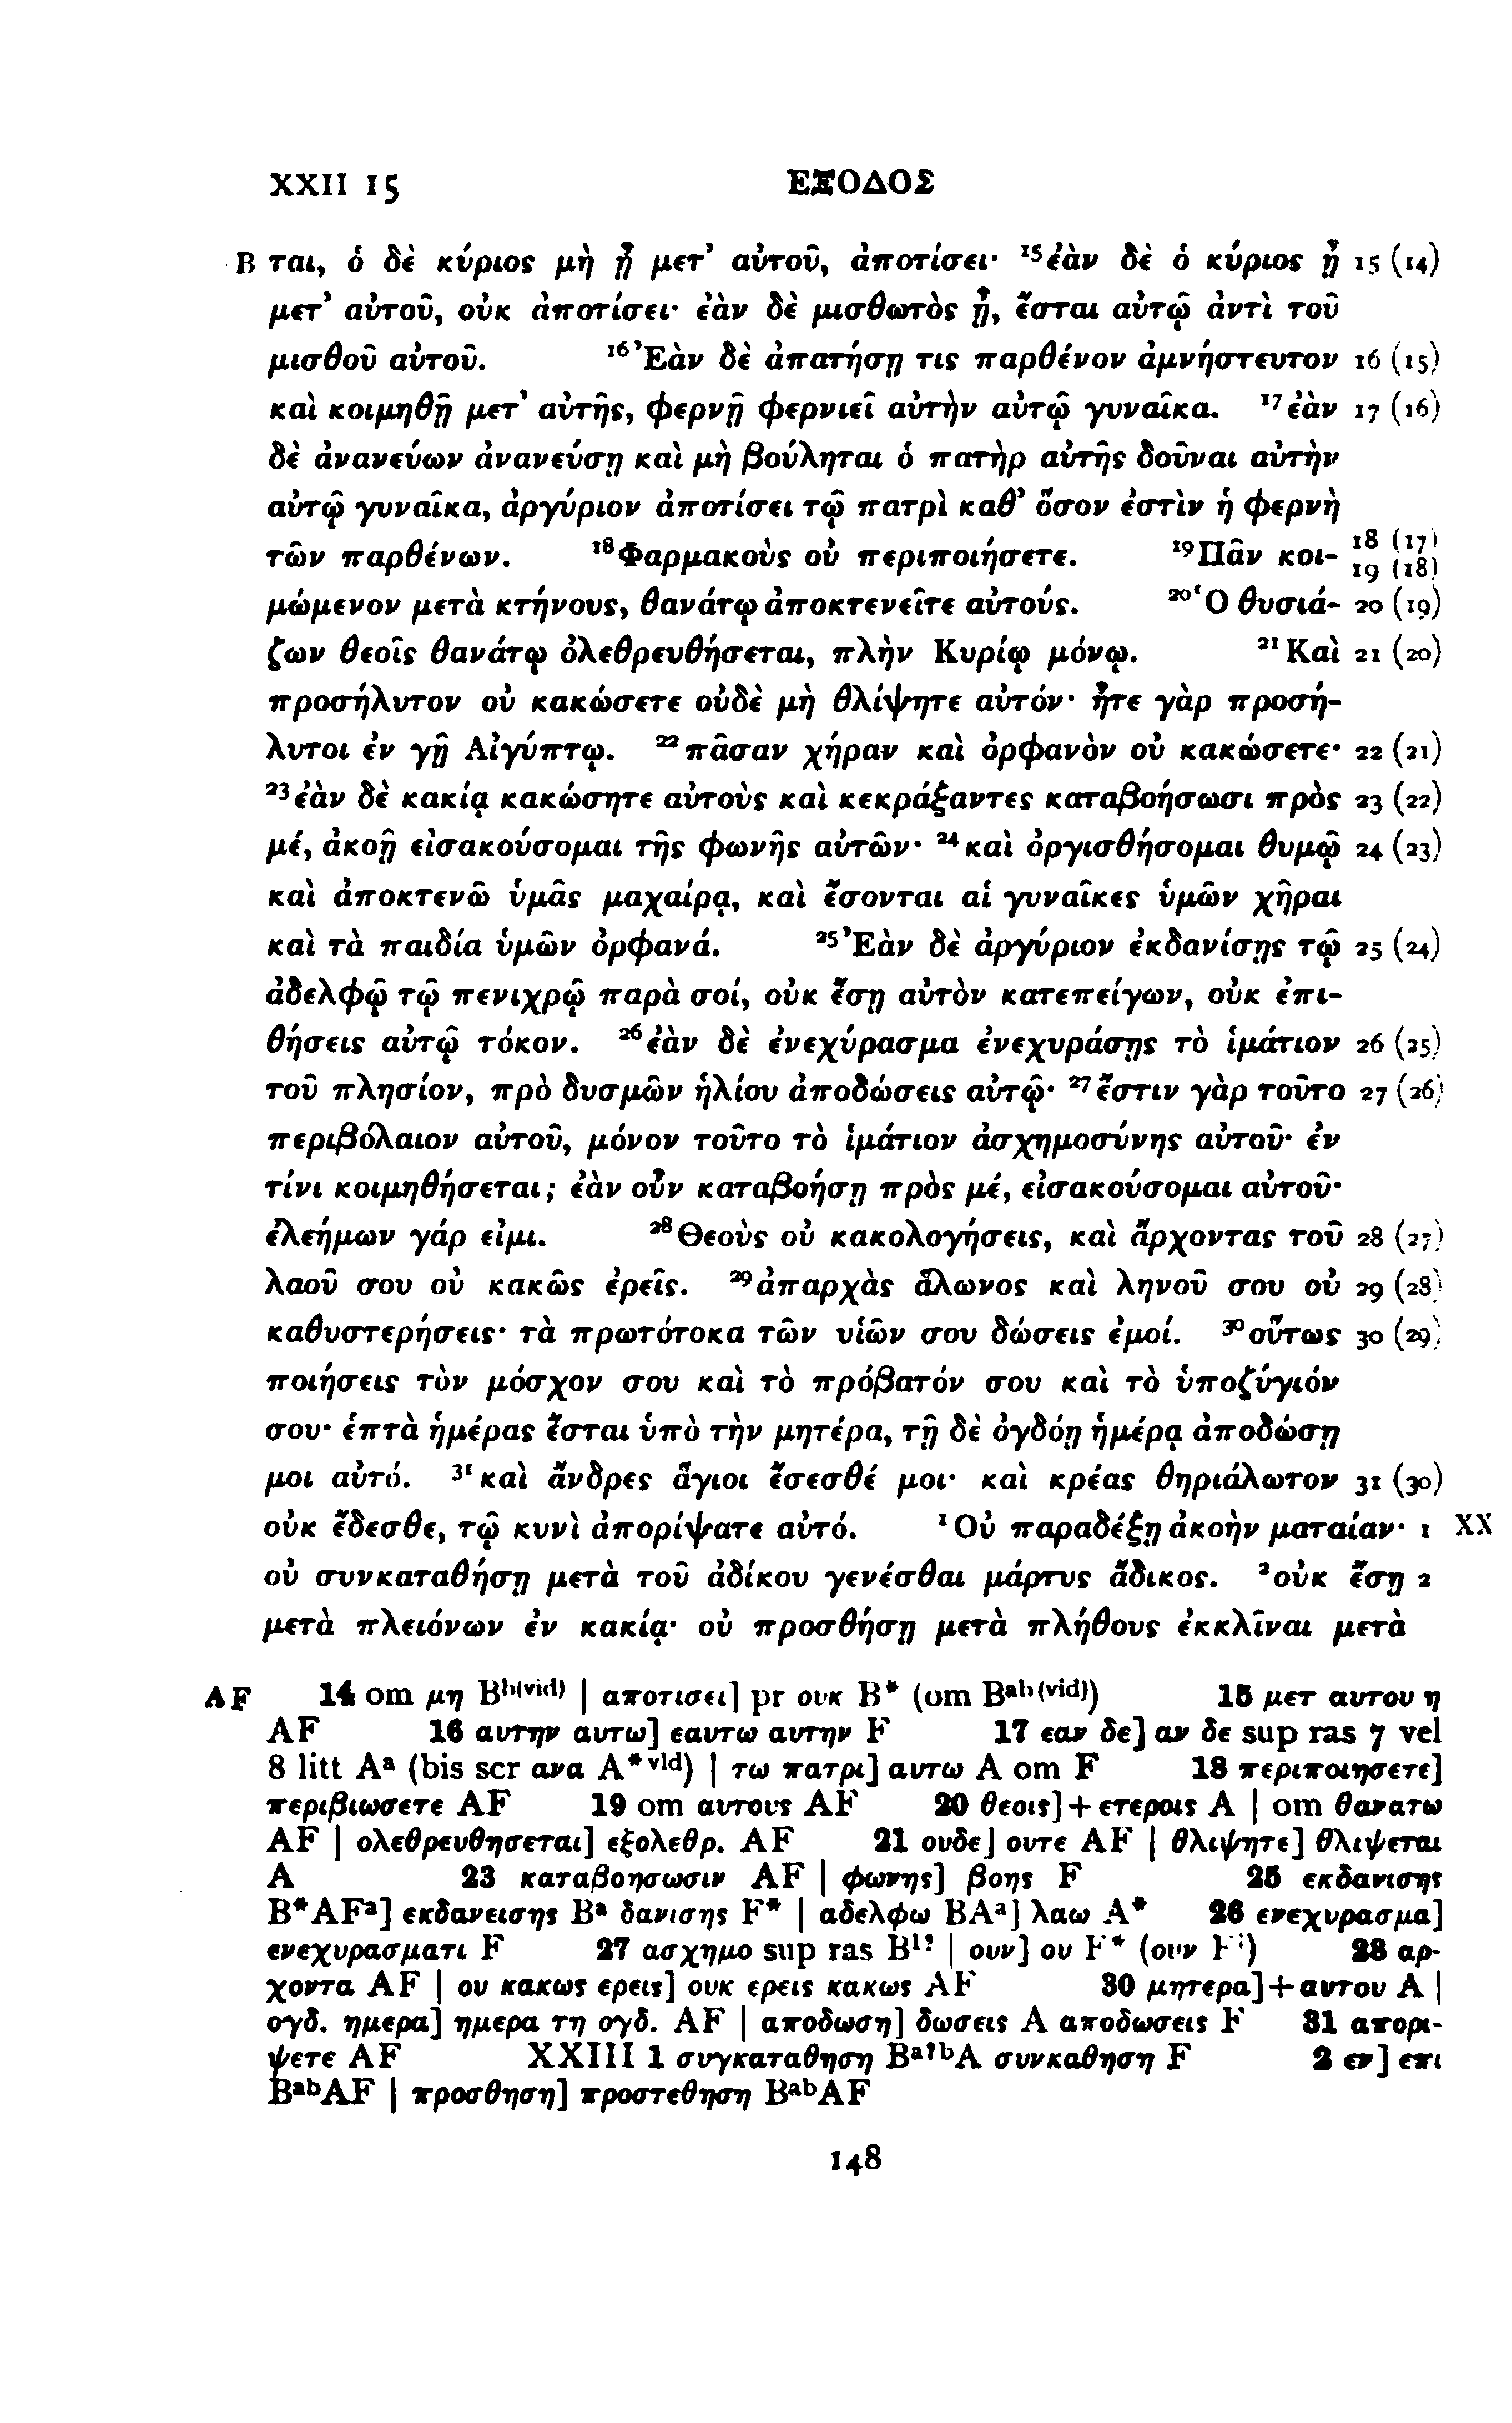 XXII 15 ΕΞΟΔΟΣ
B ται, ὁ δὲ κύριος μὴ ᾖ μετ’ αὐτοῦ, ἀποτίσει· ¹⁵ἐὰν δὲ ὁ κύριος ᾖ 15 (14)
μετ’ αὐτοῦ, οὐκ ἀποτίσει· ἐὰν δὲ μισθωτὸς ᾖ, ἔσται αὐτῷ ἀντὶ τοῦ
μισθοῦ αὐτοῦ. ¹⁶Ἐὰν δὲ ἀπατήσῃ τις παρθένον ἀμνήστευτον 16 (15)
καὶ κοιμηθῇ μετ’ αὐτῆς, φερνῇ φερνιεῖ αὐτὴν αὐτῷ γυναῖκα. ¹⁷ἐὰν 17 (16)
δὲ ἀνανεύων ἀνανεύσῃ καὶ μὴ βούληται ὁ πατὴρ αὐτῆς δοῦναι αὐτὴν
αὐτῷ γυναῖκα, ἀργύριον ἀποτίσει τῷ πατρὶ καθ’ ὅσον ἐστὶν ἡ φερνὴ
τῶν παρθένων. ¹⁸Φαρμακοὺς οὐ περιποιήσετε. ¹⁹Πᾶν κοι- 18 (17) 19 (18)
μώμενον μετὰ κτήνους, θανάτῳ ἀποκτενεῖτε αὐτούς. ²⁰Ὁ θυσιά- 20 (19)
ζων θεοῖς θανάτῳ ὀλεθρευθήσεται, πλὴν Κυρίῳ μόνῳ. ²¹Καὶ 21 (20)
προσήλυτον οὐ κακώσετε οὐδὲ μὴ θλίψητε αὐτόν· ἦτε γὰρ προσή-
λυτοι ἐν γῇ Αἰγύπτῳ. ²²πᾶσαν χήραν καὶ ὀρφανὸν οὐ κακώσετε· 22 (21)
²³ἐὰν δὲ κακίᾳ κακώσητε αὐτοὺς καὶ κεκράξαντες καταβοήσωσι πρὸς 23 (22)
μέ, ἀκοῇ εἰσακούσομαι τῆς φωνῆς αὐτῶν· ²⁴καὶ ὀργισθήσομαι θυμῷ 24 (23)
καὶ ἀποκτενῶ ὑμᾶς μαχαίρᾳ, καὶ ἔσονται αἱ γυναῖκες ὑμῶν χῆραι
καὶ τὰ παιδία ὑμῶν ὀρφανά. ²⁵Ἐὰν δὲ ἀργύριον ἐκδανίσῃς τῷ 25 (24)
ἀδελφῷ τῷ πενιχρῷ παρὰ σοί, οὐκ ἔσῃ αὐτὸν κατεπείγων, οὐκ ἐπι-
θήσεις αὐτῷ τόκον. ²⁶ἐὰν δὲ ἐνεχύρασμα ἐνεχυράσῃς τὸ ἱμάτιον 26 (25)
τοῦ πλησίον, πρὸ δυσμῶν ἡλίου ἀποδώσεις αὐτῷ· ²⁷ἔστιν γὰρ τοῦτο 27 (26)
περιβόλαιον αὐτοῦ, μόνον τοῦτο τὸ ἱμάτιον ἀσχημοσύνης αὐτοῦ· ἐν
τίνι κοιμηθήσεται; ἐὰν οὖν καταβοήσῃ πρὸς μέ, εἰσακούσομαι αὐτοῦ·
ἐλεήμων γάρ εἰμι. ²⁸Θεοὺς οὐ κακολογήσεις, καὶ ἄρχοντας τοῦ 28 (27)
λαοῦ σου οὐ κακῶς ἐρεῖς. ²⁹ἀπαρχὰς ἅλωνος καὶ ληνοῦ σου οὐ 29 (28)
καθυστερήσεις· τὰ πρωτότοκα τῶν υἱῶν σου δώσεις ἐμοί. ³⁰οὕτως 30 (29)
ποιήσεις τὸν μόσχον σου καὶ τὸ πρόβατόν σου καὶ τὸ ὑποζύγιόν
σου· ἑπτὰ ἡμέρας ἔσται ὑπὸ τὴν μητέρα, τῇ δὲ ὀγδόῃ ἡμέρᾳ ἀποδώσῃ
μοι αὐτό. ³¹καὶ ἄνδρες ἅγιοι ἔσεσθέ μοι· καὶ κρέας θηριάλωτον 31 (30)
οὐκ ἔδεσθε, τῷ κυνὶ ἀπορίψατε αὐτό. ¹Οὐ παραδέξῃ ἀκοὴν ματαίαν· 1 XX
οὐ συνκαταθήσῃ μετὰ τοῦ ἀδίκου γενέσθαι μάρτυς ἄδικος. ²οὐκ ἔσῃ 2
μετὰ πλειόνων ἐν κακίᾳ· οὐ προσθήσῃ μετὰ πλήθους ἐκκλῖναι μετὰ
AF 14 om μη Bᵇ⁽ᵛⁱᵈ⁾ | αποτισει] pr ουκ B* (om Bᵃᵇ⁽ᵛⁱᵈ⁾) 15 μετ αυτου η
AF 16 αυτην αυτω] εαυτω αυτην F 17 εαν δε] αν δε sup ras 7 vel
8 litt Aᵃ (bis scr ανα A*ᵛⁱᵈ) | τω πατρι] αυτω A om F 18 περιποιησετε]
περιβιωσετε AF 19 om αυτους AF 20 θεοις]+ετεροις A | om θανατω
AF | ολεθρευθησεται] εξολεθρ. AF 21 ουδε] ουτε AF | θλιψητε] θλιψεται
A 23 καταβοησωσιν AF | φωνης] βοης F 25 εκδανισης
B*AFᵃ] εκδανεισης Bᵃ δανισης F* | αδελφω BAᵃ] λαω A* 26 ενεχυρασμα]
ενεχυρασματι F 27 ασχημο sup ras B¹ˀ | ουν] ου F* (ουν F¹) 28 αρ-
χοντα AF | ου κακως ερεις] ουκ ερεις κακως AF 30 μητερα]+αυτου A |
ογδ. ημερα] ημερα τη ογδ. AF | αποδωση] δωσεις A αποδωσεις F 31 απορι-
ψετε AF XXIII 1 συγκαταθηση Bᵃˀᵇ A συνκαθηση F 2 εν] επι
BᵃᵇAF | προσθηση] προστεθηση BᵃᵇAF
148